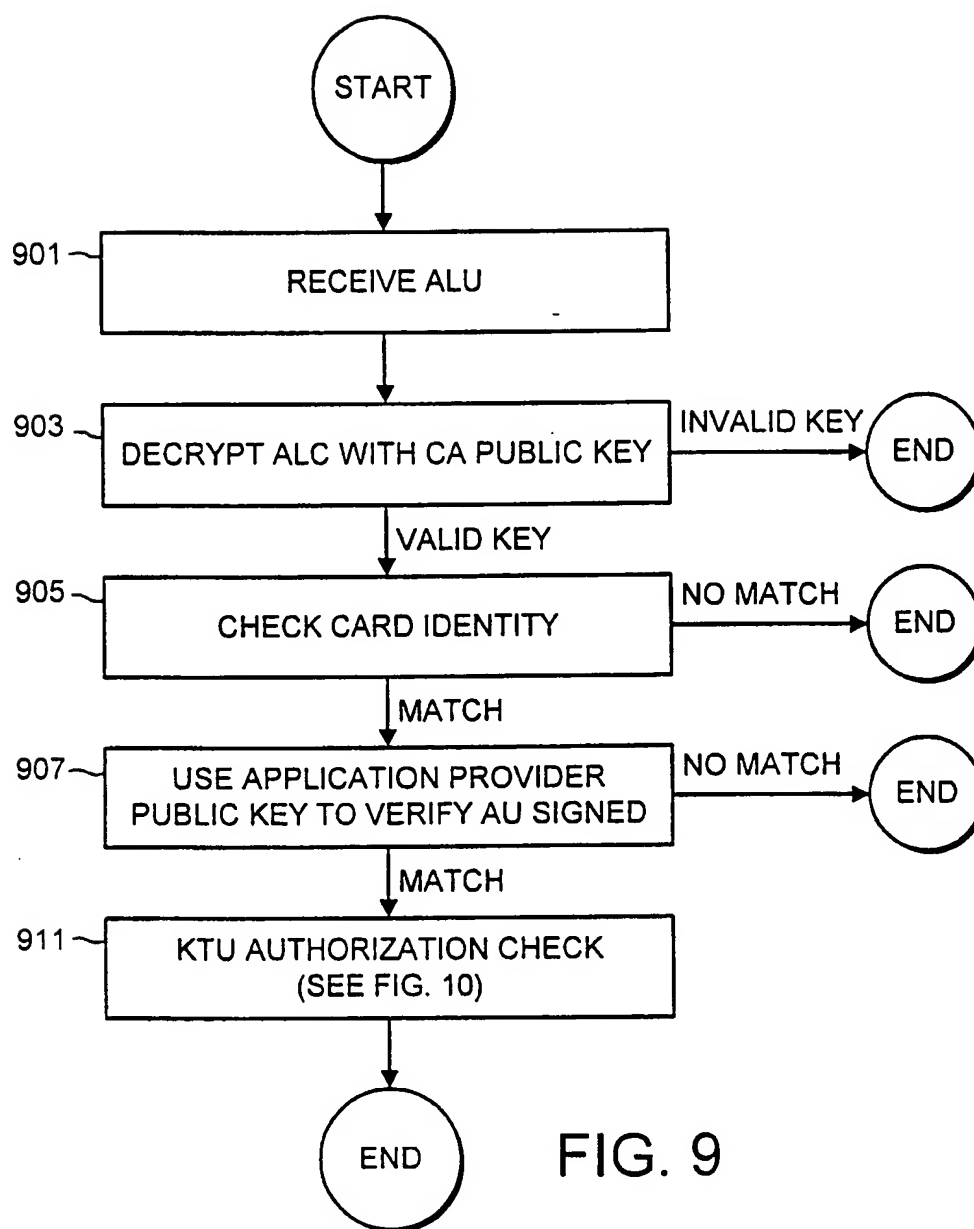 START
901
RECEIVE ALU
903
DECRYPT ALC WITH CA PUBLIC KEY
INVALID KEY
END
VALID KEY
905
CHECK CARD IDENTITY
NO MATCH
END
MATCH
907
USE APPLICATION PROVIDER
PUBLIC KEY TO VERIFY AU SIGNED
NO MATCH
END
MATCH
911
KTU AUTHORIZATION CHECK
(SEE FIG. 10)
END
FIG. 9